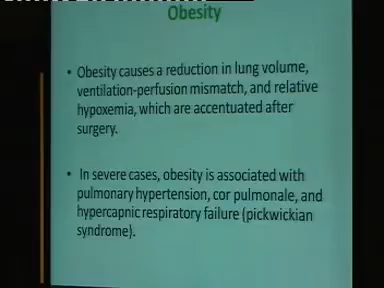 Obesity
• Obesity causes a reduction in lung volume,
ventilation-perfusion mismatch, and relative
hypoxemia, which are accentuated after
surgery.
• In severe cases, obesity is associated with
pulmonary hypertension, cor pulmonale, and
hypercapnic respiratory failure (pickwickian
syndrome).